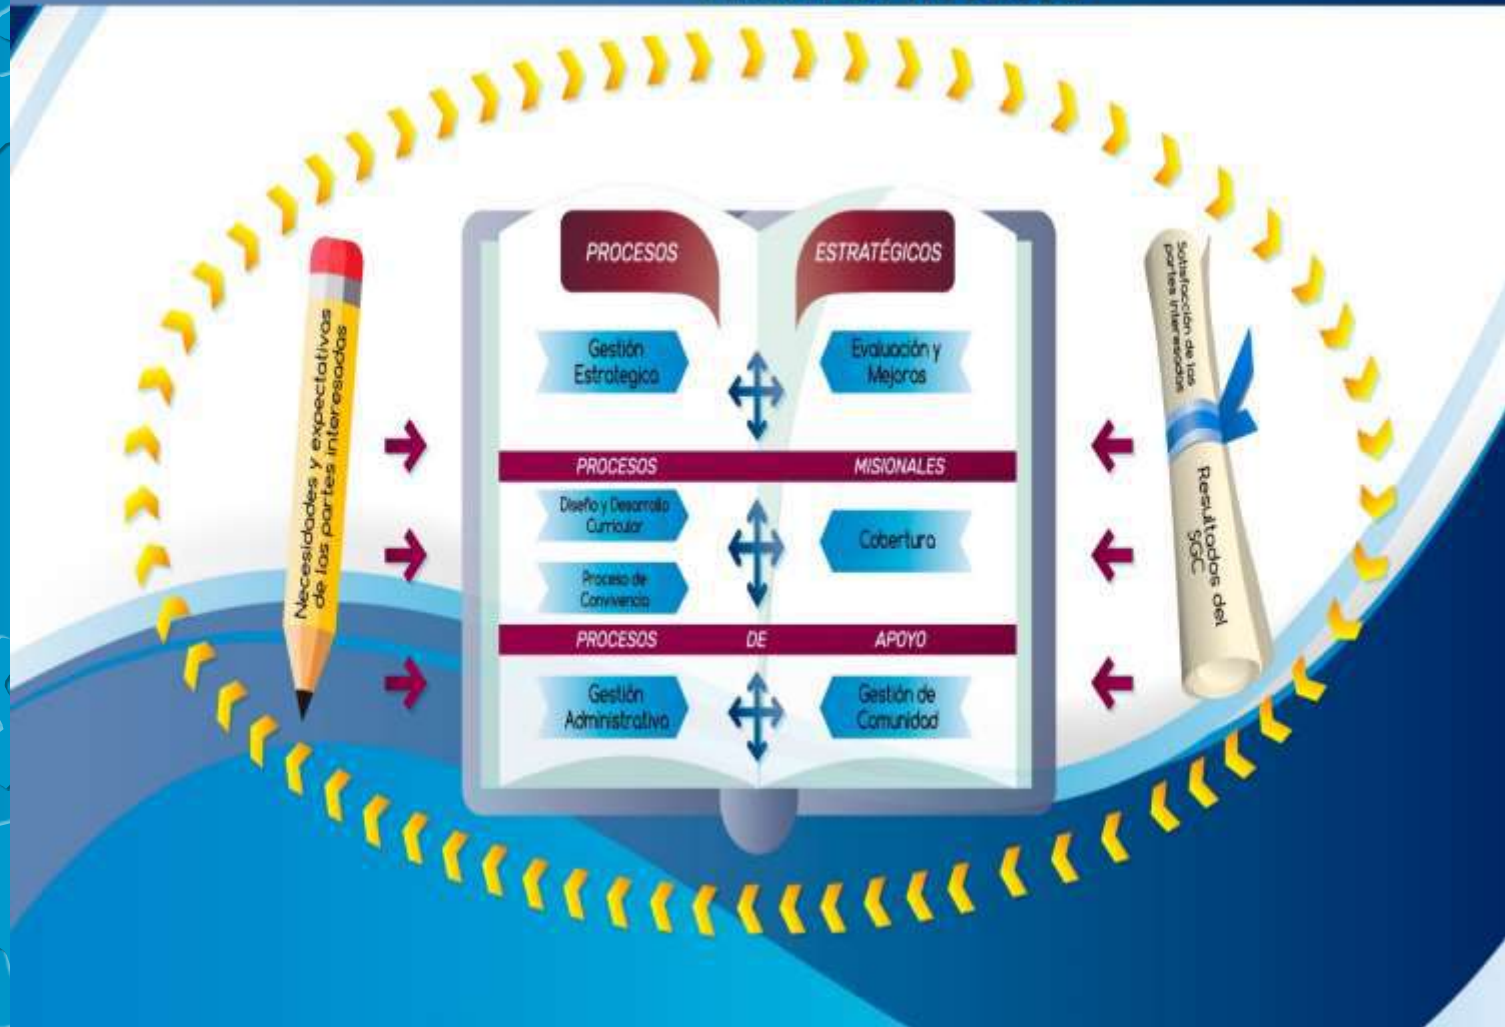 PROCESOS ESTRATÉGICOS
Gestión
Estrategica
Evaluación y
Mejoras
PROCESOS MISIONALES
Diseño y Desarrollo
Curricular
Proceso de
Convivencia
Cobertura
PROCESOS DE APOYO
Gestión
Administrativa
Gestión de
Comunidad
Necesidades y expectativas
de las partes interesadas
Satisfacción de las
partes interesadas
Resultados del
SGC